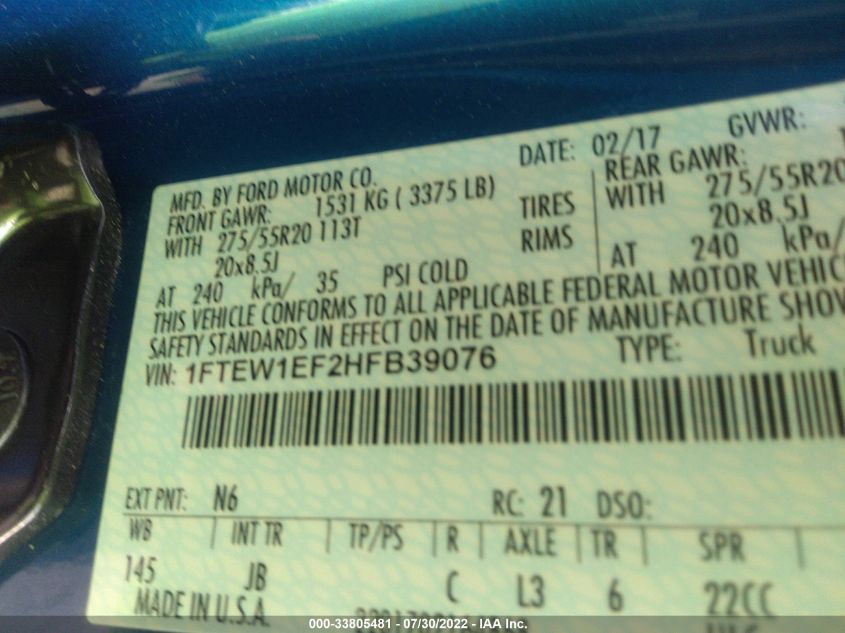 MFD. BY FORD MOTOR CO.
DATE: 02/17 GVWR:
FRONT GAWR: 1531 KG ( 3375 LB)
REAR GAWR:
WITH 275/55R20 113T TIRES WITH 275/55R20
20x8.5J RIMS 20x8.5J
AT 240 kPa/ 35 PSI COLD AT 240 kPa/
THIS VEHICLE CONFORMS TO ALL APPLICABLE FEDERAL MOTOR
SAFETY STANDARDS IN EFFECT ON THE DATE OF MANUFACTURE
VIN: 1FTEW1EF2HFB39076 TYPE: Truck
EXT PNT: N6 RC: 21 DSO:
WB INT TR TP/PS R AXLE TR SPR
145 JB C L3 6 22CC
MADE IN U.S.A.
000-33805481 - 07/30/2022 - IAA Inc.